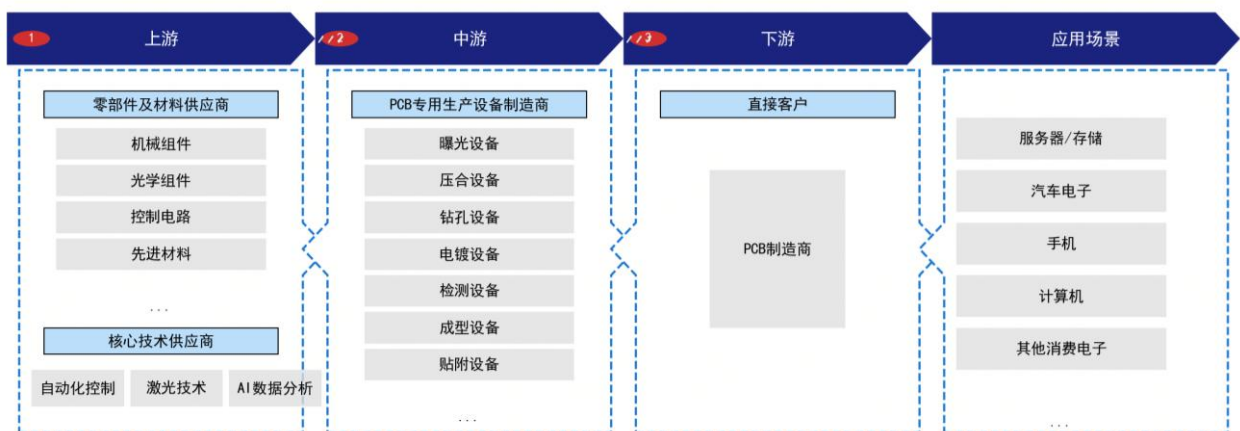 1 上游
2 中游
3 下游
应用场景
零部件及材料供应商
机械组件
光学组件
控制电路
先进材料
...
核心技术供应商
自动化控制 激光技术 AI数据分析
PCB专用生产设备制造商
曝光设备
压合设备
钻孔设备
电镀设备
检测设备
成型设备
贴附设备
...
直接客户
PCB制造商
服务器/存储
汽车电子
手机
计算机
其他消费电子
...